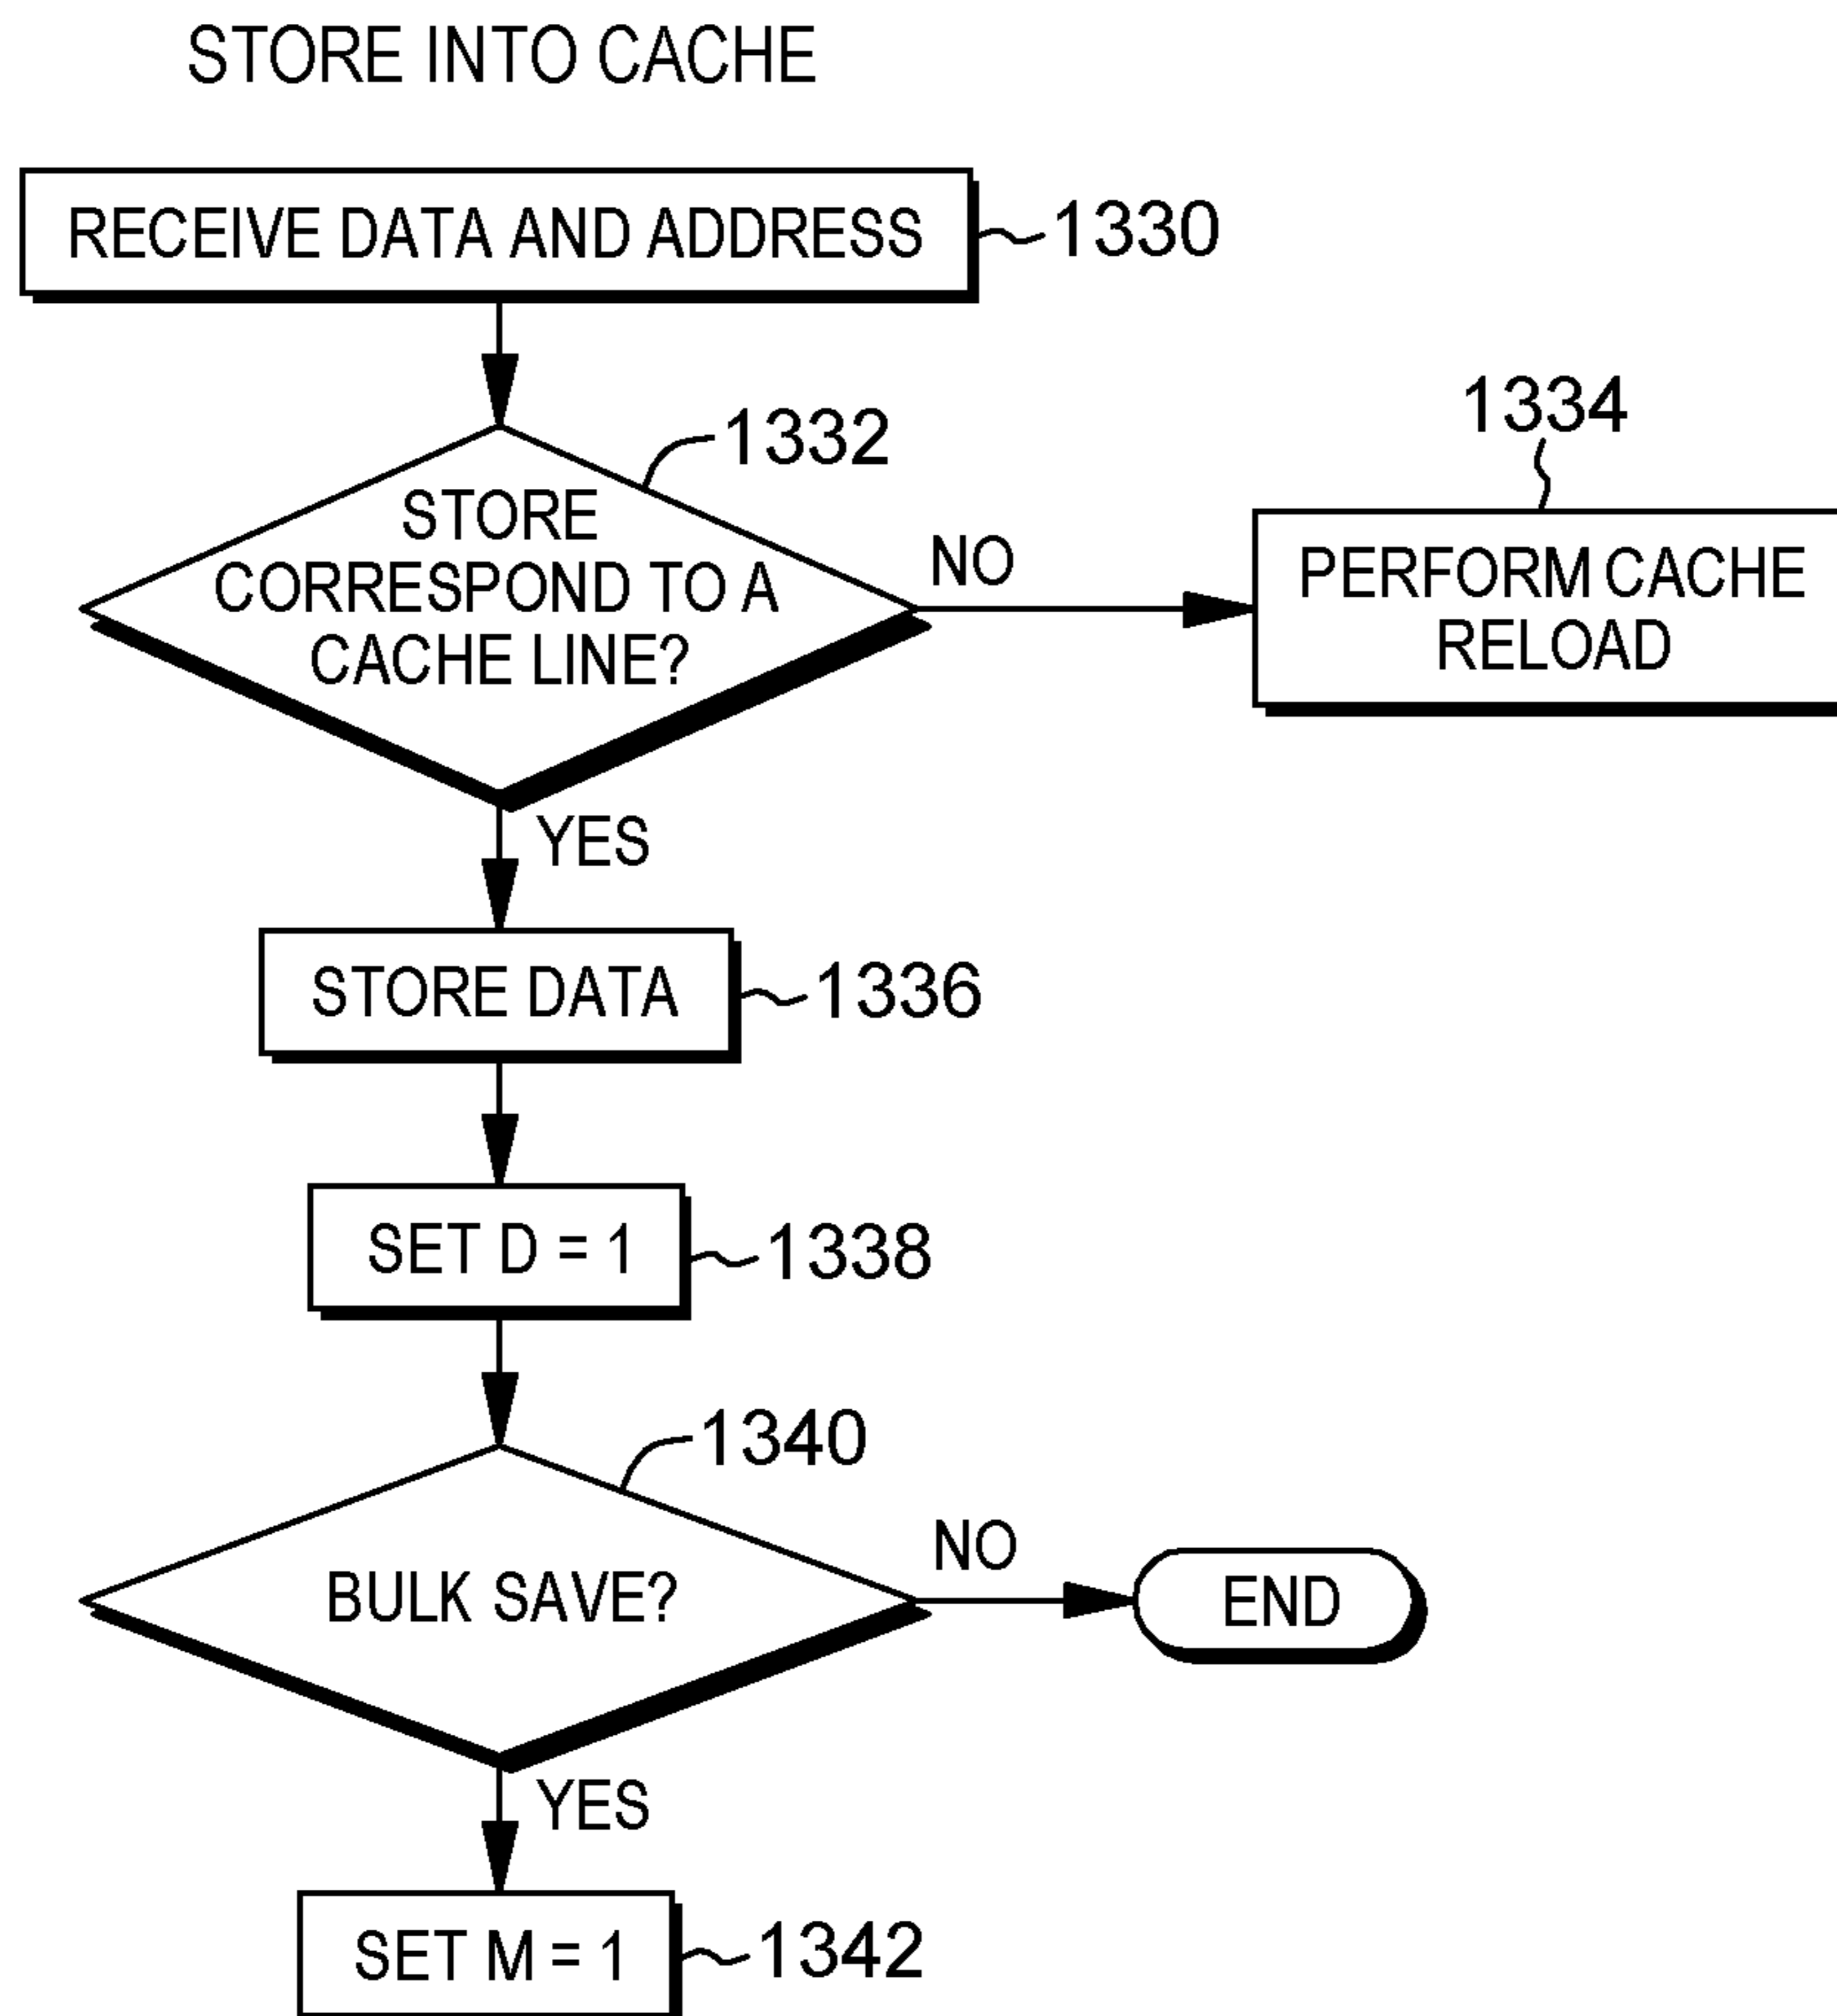 STORE INTO CACHE
RECEIVE DATA AND ADDRESS
1330
1332
STORE
CORRESPOND TO A
CACHE LINE?
NO
1334
PERFORM CACHE
RELOAD
YES
STORE DATA
1336
SET D = 1
1338
1340
BULK SAVE?
NO
END
YES
SET M = 1
1342